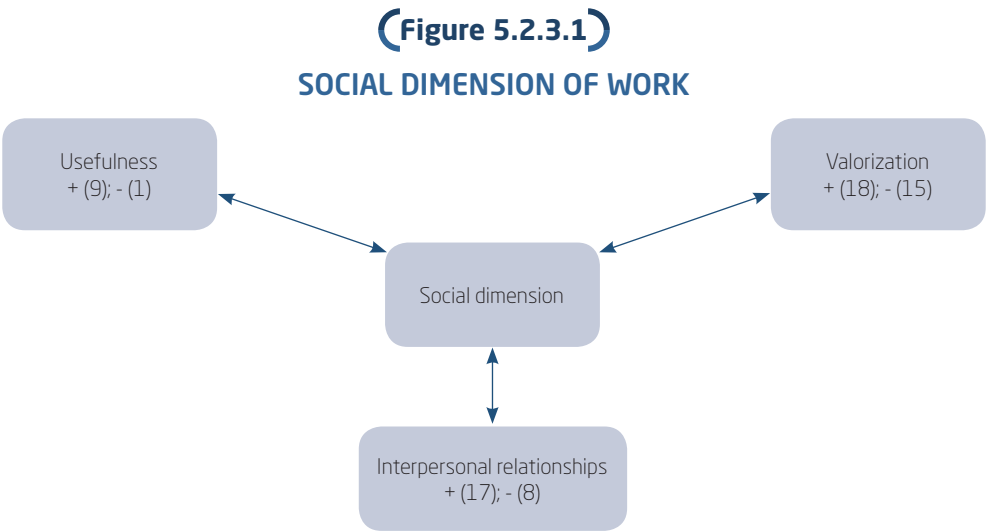 Figure 5.2.3.1
SOCIAL DIMENSION OF WORK
Usefulness
+ (9); - (1)
Valorization
+ (18); - (15)
Social dimension
Interpersonal relationships
+ (17); - (8)